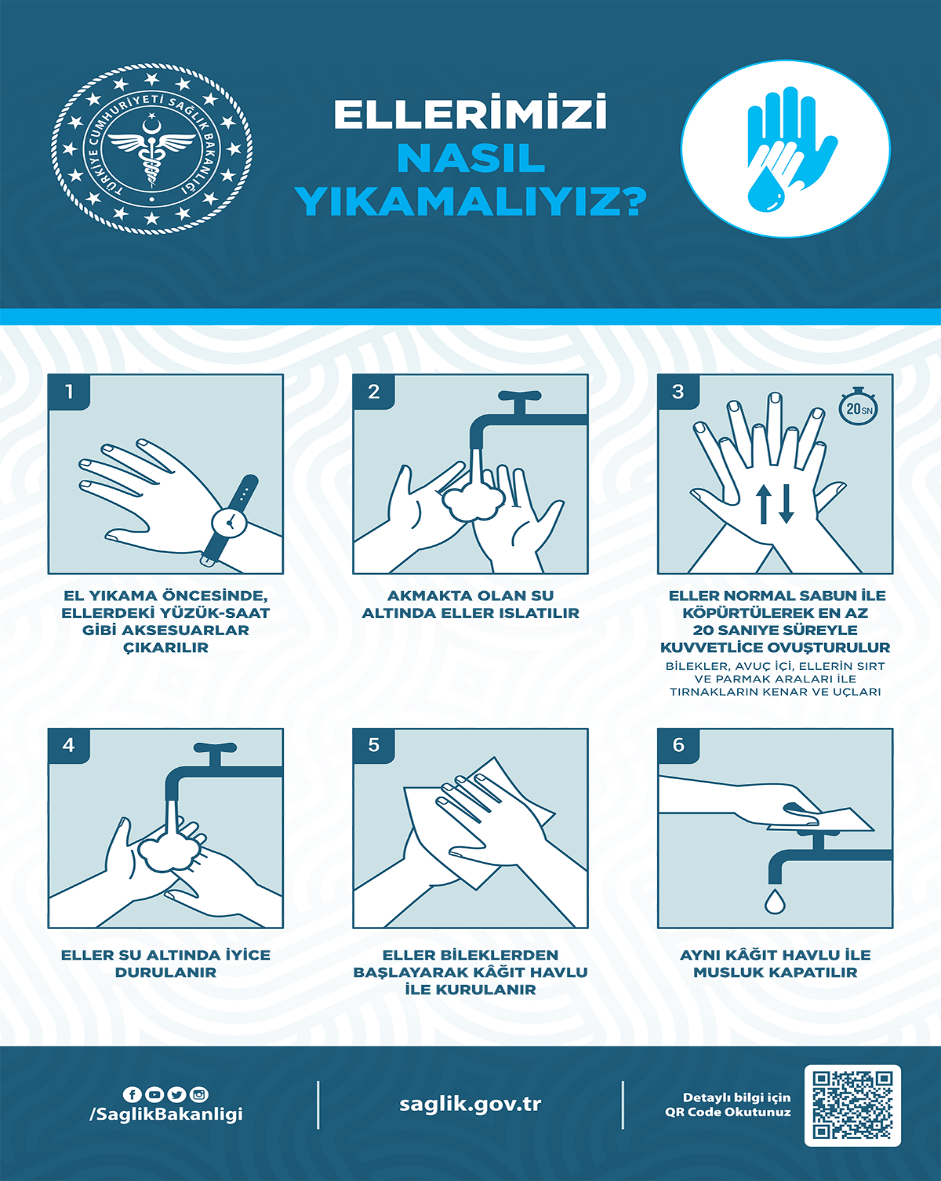 TÜRKİYE CUMHURİYETİ SAĞLIK BAKANLIĞI
ELLERİMİZİ
NASIL
YIKAMALIYIZ?
1
EL YIKAMA ÖNCESİNDE,
ELLERDEKİ YÜZÜK-SAAT
GİBİ AKSESUARLAR
ÇIKARILIR
2
AKMAKTA OLAN SU
ALTINDA ELLER ISLATILIR
3
20 SN
ELLER NORMAL SABUN İLE
KÖPÜRTÜLEREK EN AZ
20 SANIYE SÜREYLE
KUVVETLİCE OVUŞTURULUR
BİLEKLER, AVUÇ İÇİ, ELLERİN SIRT
VE PARMAK ARALARI İLE
TIRNAKLARIN KENAR VE UÇLARI
4
ELLER SU ALTINDA İYİCE
DURULANIR
5
ELLER BİLEKLERDEN
BAŞLAYARAK KÂĞIT HAVLU
İLE KURULANIR
6
AYNI KÂĞIT HAVLU İLE
MUSLUK KAPATILIR
/SaglikBakanligi
saglik.gov.tr
Detaylı bilgi için
QR Code Okutunuz